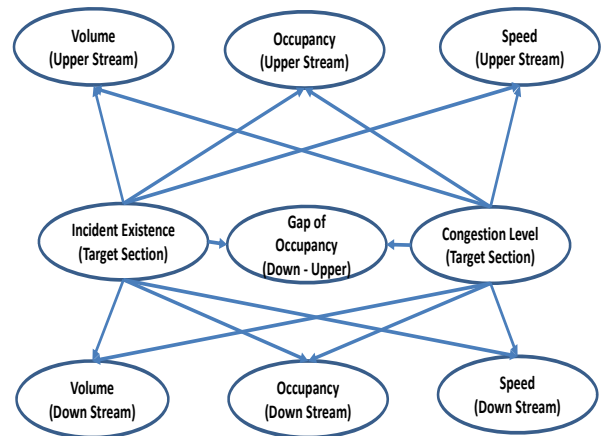 Volume
(Upper Stream)
Occupancy
(Upper Stream)
Speed
(Upper Stream)
Incident Existence
(Target Section)
Gap of
Occupancy
(Down - Upper)
Congestion Level
(Target Section)
Volume
(Down Stream)
Occupancy
(Down Stream)
Speed
(Down Stream)